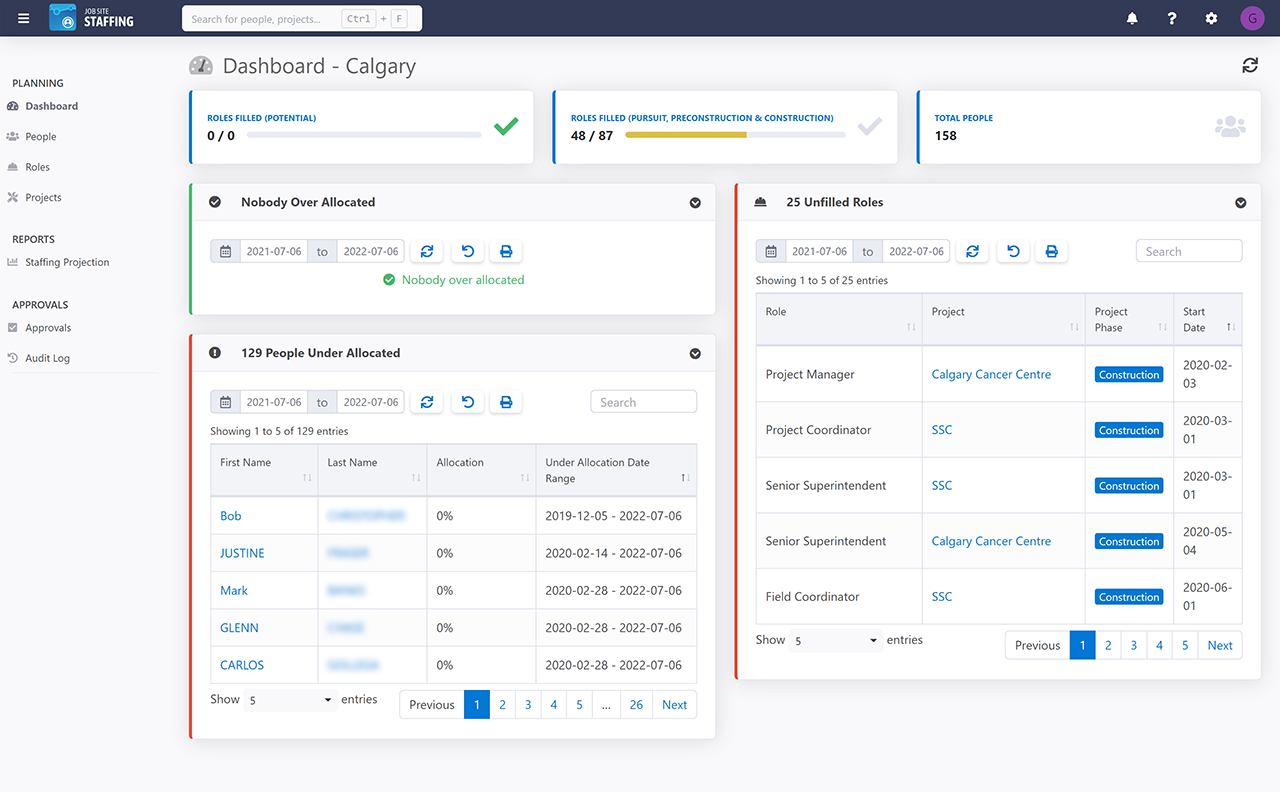 JOB SITE
STAFFING
Search for people, projects... Ctrl + F
G
PLANNING
Dashboard
People
Roles
Projects
REPORTS
Staffing Projection
APPROVALS
Approvals
Audit Log
Dashboard - Calgary
ROLES FILLED (POTENTIAL)
0 / 0
ROLES FILLED (PURSUIT, PRECONSTRUCTION & CONSTRUCTION)
48 / 87
TOTAL PEOPLE
158
Nobody Over Allocated
2021-07-06 to 2022-07-06
Nobody over allocated
129 People Under Allocated
2021-07-06 to 2022-07-06 Search
Showing 1 to 5 of 129 entries
First Name Last Name Allocation Under Allocation Date
Range
Bob 0% 2019-12-05 - 2022-07-06
JUSTINE 0% 2020-02-14 - 2022-07-06
Mark 0% 2020-02-28 - 2022-07-06
GLENN 0% 2020-02-28 - 2022-07-06
CARLOS 0% 2020-02-28 - 2022-07-06
Show 5 entries Previous 1 2 3 4 5 ... 26 Next
25 Unfilled Roles
2021-07-06 to 2022-07-06 Search
Showing 1 to 5 of 25 entries
Role Project Project Start
Phase Date
Project Manager Calgary Cancer Centre Construction 2020-02-
03
Project Coordinator SSC Construction 2020-03-
01
Senior Superintendent SSC Construction 2020-03-
01
Senior Superintendent Calgary Cancer Centre Construction 2020-05-
04
Field Coordinator SSC Construction 2020-06-
01
Show 5 entries Previous 1 2 3 4 5 Next